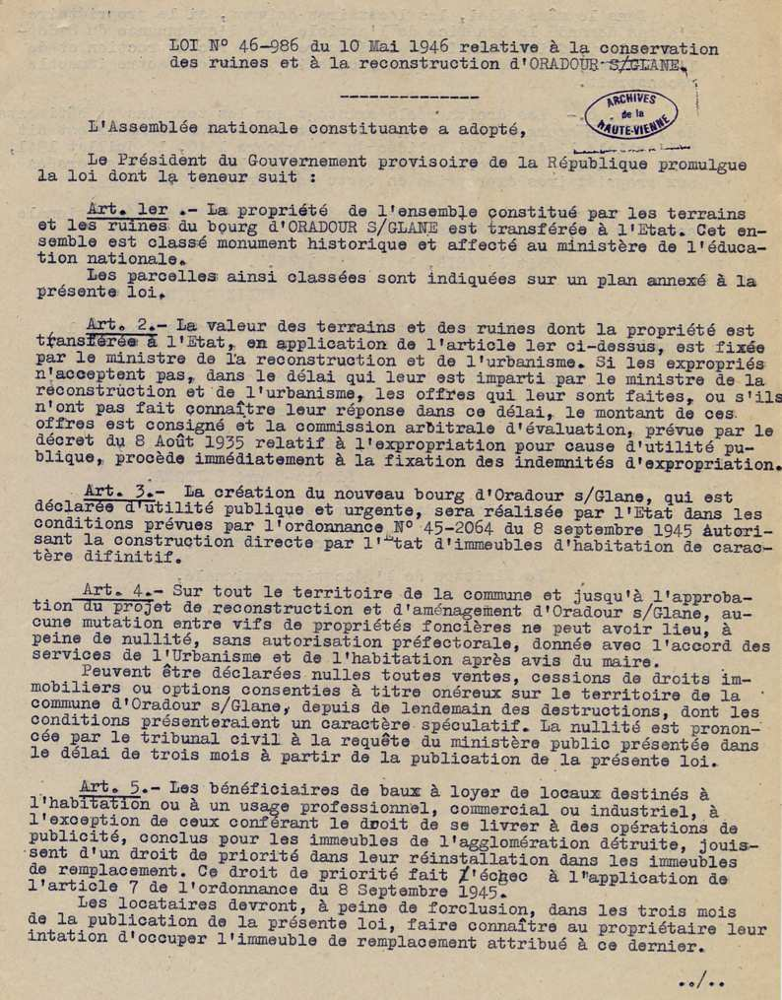 LOI N° 46-986 du 10 Mai 1946 relative à la conservation
des ruines et à la reconstruction d'ORADOUR S/GLANE.
ARCHIVES
de la
HAUTE-VIENNE
L'Assemblée nationale constituante a adopté,
Le Président du Gouvernement provisoire de la République promulgue
la loi dont la teneur suit :
Art. 1er .- La propriété de l'ensemble constitué par les terrains
et les ruines du bourg d'ORADOUR S/GLANE est transférée à l'Etat. Cet en-
semble est classé monument historique et affecté au ministère de l'éduca-
tion nationale.
Les parcelles ainsi classées sont indiquées sur un plan annexé à la
présente loi.
Art. 2.- La valeur des terrains et des ruines dont la propriété est
transférée à l'Etat, en application de l'article 1er ci-dessus, est fixée
par le ministre de la reconstruction et de l'urbanisme. Si les expropriés
n'acceptent pas, dans le délai qui leur est imparti par le ministre de la
reconstruction et de l'urbanisme, les offres qui leur sont faites, ou s'ils
n'ont pas fait connaître leur réponse dans ce délai, le montant de ces
offres est consigné et la commission arbitrale d'évaluation, prévue par le
décret du 8 Août 1935 relatif à l'expropriation pour cause d'utilité pu-
blique, procède immédiatement à la fixation des indemnités d'expropriation.
Art. 3.- La création du nouveau bourg d'Oradour s/Glane, qui est
déclarée d'utilité publique et urgente, sera réalisée par l'Etat dans les
conditions prévues par l'ordonnance N° 45-2064 du 8 septembre 1945 Autori-
sant la construction directe par l'Etat d'immeubles d'habitation de carac-
tère difinitif.
Art. 4.- Sur tout le territoire de la commune et jusqu'à l'approba-
tion du projet de reconstruction et d'aménagement d'Oradour s/Glane, au-
cune mutation entre vifs de propriétés foncières ne peut avoir lieu, à
peine de nullité, sans autorisation préfectorale, donnée avec l'accord des
services de l'Urbanisme et de l'habitation après avis du maire.
Peuvent être déclarées nulles toutes ventes, cessions de droits im-
mobiliers ou options consenties à titre onéreux sur le territoire de la
commune d'Oradour s/Glane, depuis de lendemain des destructions, dont les
conditions présenteraient un caractère spéculatif. La nullité est pronon-
cée par le tribunal civil à la requête du ministère public présentée dans
le délai de trois mois à partir de la publication de la présente loi.
Art. 5.- Les bénéficiaires de baux à loyer de locaux destinés à
l'habitation ou à un usage professionnel, commercial ou industriel, à
l'exception de ceux conférant le droit de se livrer à des opérations de
publicité, conclus pour les immeubles de l'agglomération détruite, jouis-
sent d'un droit de priorité dans leur réinstallation dans les immeubles
de remplacement. Ce droit de priorité fait l'échec à l"application de
l'article 7 de l'ordonnance du 8 Septembre 1945.
Les locataires devront, à peine de forclusion, dans les trois mois
de la publication de la présente loi, faire connaître au propriétaire leur
intation d'occuper l'immeuble de remplacement attribué à ce dernier.
../..